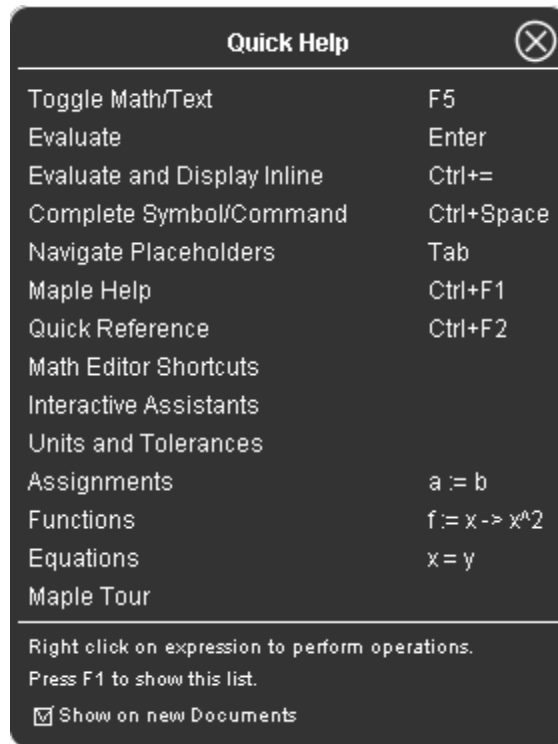 Quick Help
Toggle Math/Text F5
Evaluate Enter
Evaluate and Display Inline Ctrl+=
Complete Symbol/Command Ctrl+Space
Navigate Placeholders Tab
Maple Help Ctrl+F1
Quick Reference Ctrl+F2
Math Editor Shortcuts
Interactive Assistants
Units and Tolerances
Assignments a := b
Functions f := x -> x^2
Equations x = y
Maple Tour
Right click on expression to perform operations.
Press F1 to show this list.
Show on new Documents